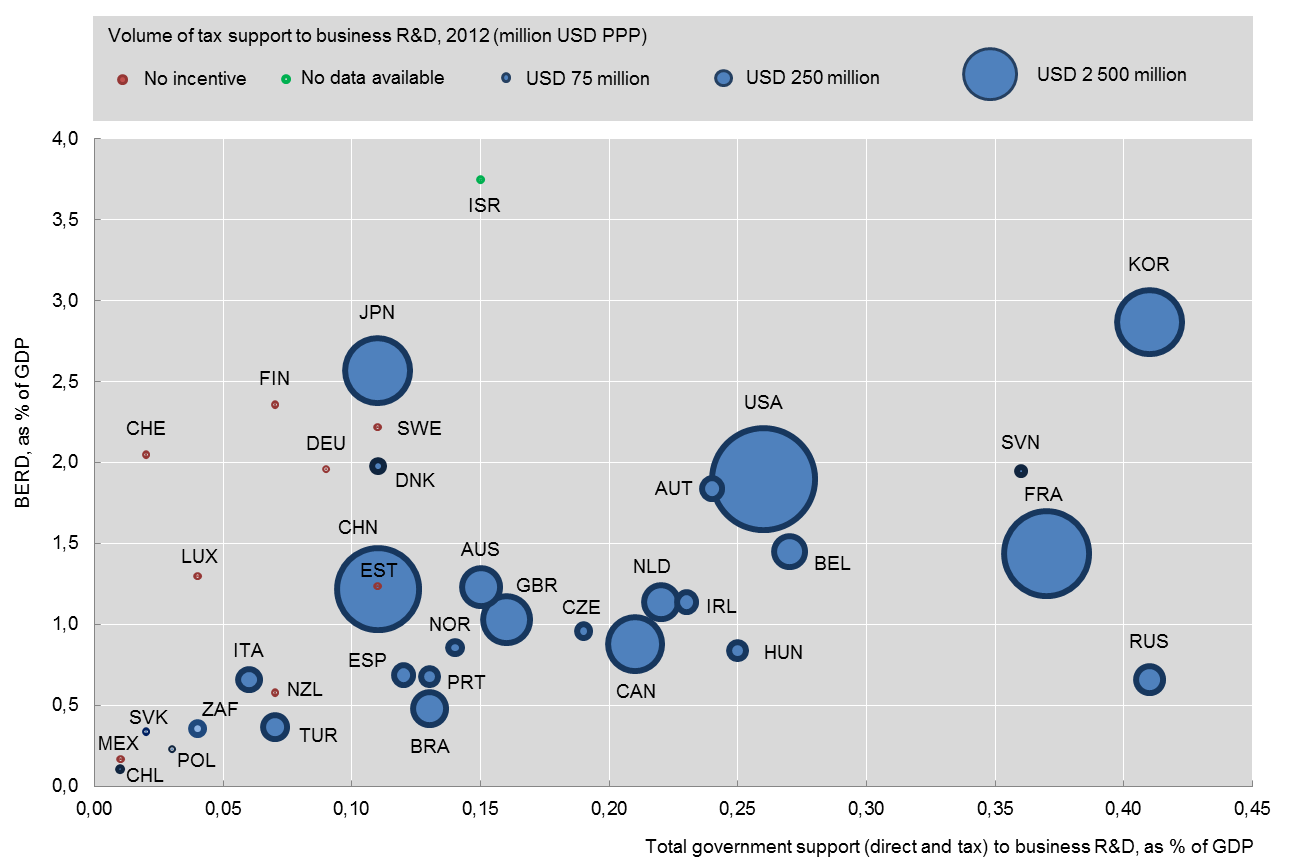 Volume of tax support to business R&D, 2012 (million USD PPP)
No incentive
No data available
USD 75 million
USD 250 million
USD 2 500 million
BERD, as % of GDP
4,0
3,5
3,0
2,5
2,0
1,5
1,0
0,5
0,0
ISR
KOR
JPN
FIN
USA
CHE
SWE
DEU
SVN
DNK
AUT
FRA
CHN
AUS
LUX
BEL
EST
NLD
GBR
CZE
IRL
NOR
RUS
ITA
HUN
ESP
PRT
NZL
CAN
ZAF
SVK
TUR
MEX
BRA
POL
CHL
0,00
0,05
0,10
0,15
0,20
0,25
0,30
0,35
0,40
0,45
Total government support (direct and tax) to business R&D, as % of GDP